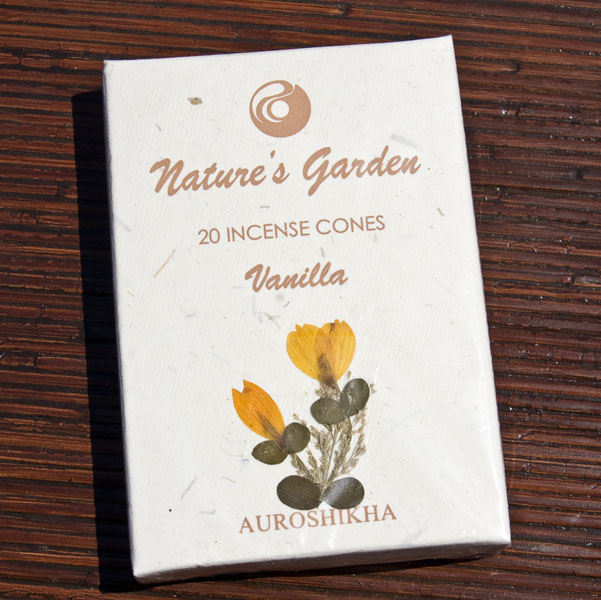 Nature's Garden
20 INCENSE CONES
Vanilla
AUROSHIKHA